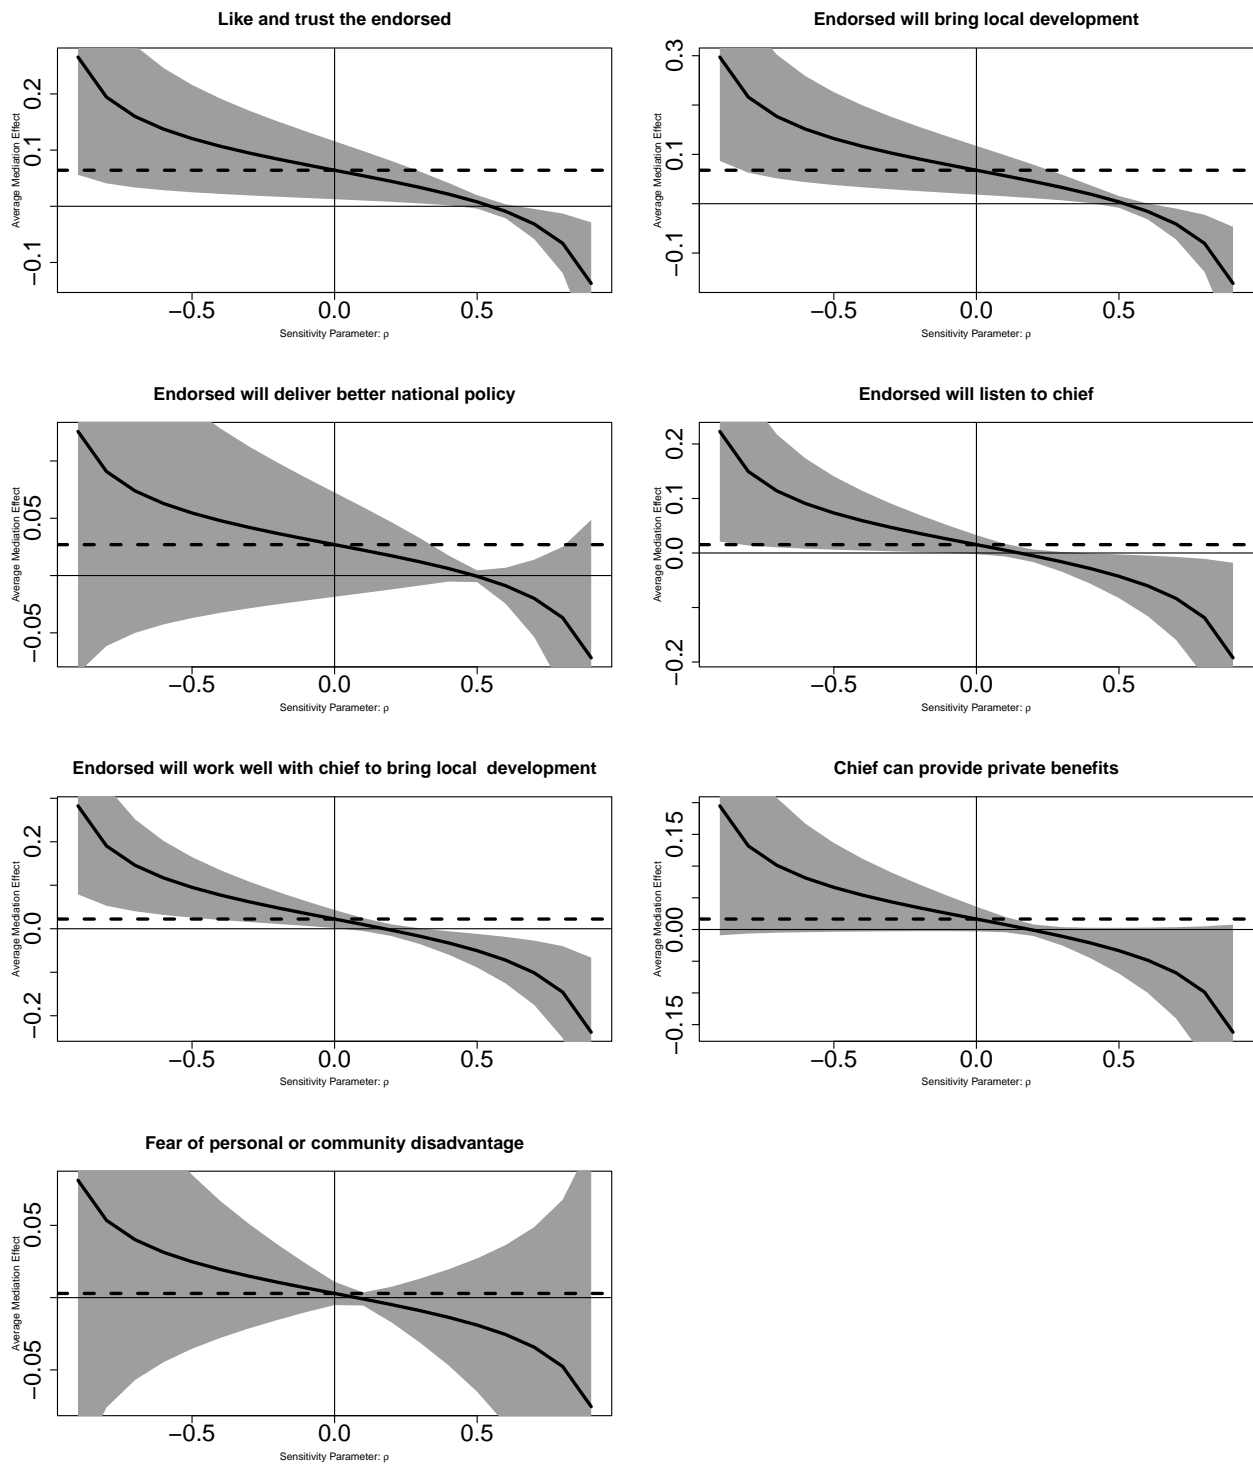 Like and trust the endorsed
Average Mediation Effect
0.2
0.1
−0.1
−0.5 0.0 0.5
Sensitivity Parameter: ρ
Endorsed will bring local development
Average Mediation Effect
0.3
0.1
−0.1
−0.5 0.0 0.5
Sensitivity Parameter: ρ
Endorsed will deliver better national policy
Average Mediation Effect
0.05
−0.05
−0.5 0.0 0.5
Sensitivity Parameter: ρ
Endorsed will listen to chief
Average Mediation Effect
0.2
0.1
0.0
−0.2
−0.5 0.0 0.5
Sensitivity Parameter: ρ
Endorsed will work well with chief to bring local  development
Average Mediation Effect
0.2
0.0
−0.2
−0.5 0.0 0.5
Sensitivity Parameter: ρ
Chief can provide private benefits
Average Mediation Effect
0.15
0.00
−0.15
−0.5 0.0 0.5
Sensitivity Parameter: ρ
Fear of personal or community disadvantage
Average Mediation Effect
0.05
−0.05
−0.5 0.0 0.5
Sensitivity Parameter: ρ